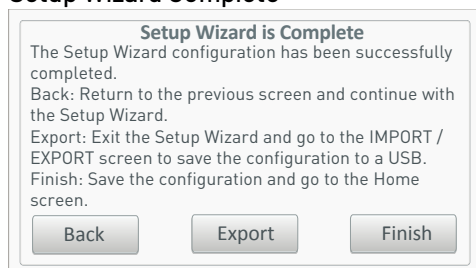 Setup Wizard Complete
Setup Wizard is Complete
The Setup Wizard configuration has been successfully
completed.
Back: Return to the previous screen and continue with
the Setup Wizard.
Export: Exit the Setup Wizard and go to the IMPORT /
EXPORT screen to save the configuration to a USB.
Finish: Save the configuration and go to the Home
screen.
Back Export Finish